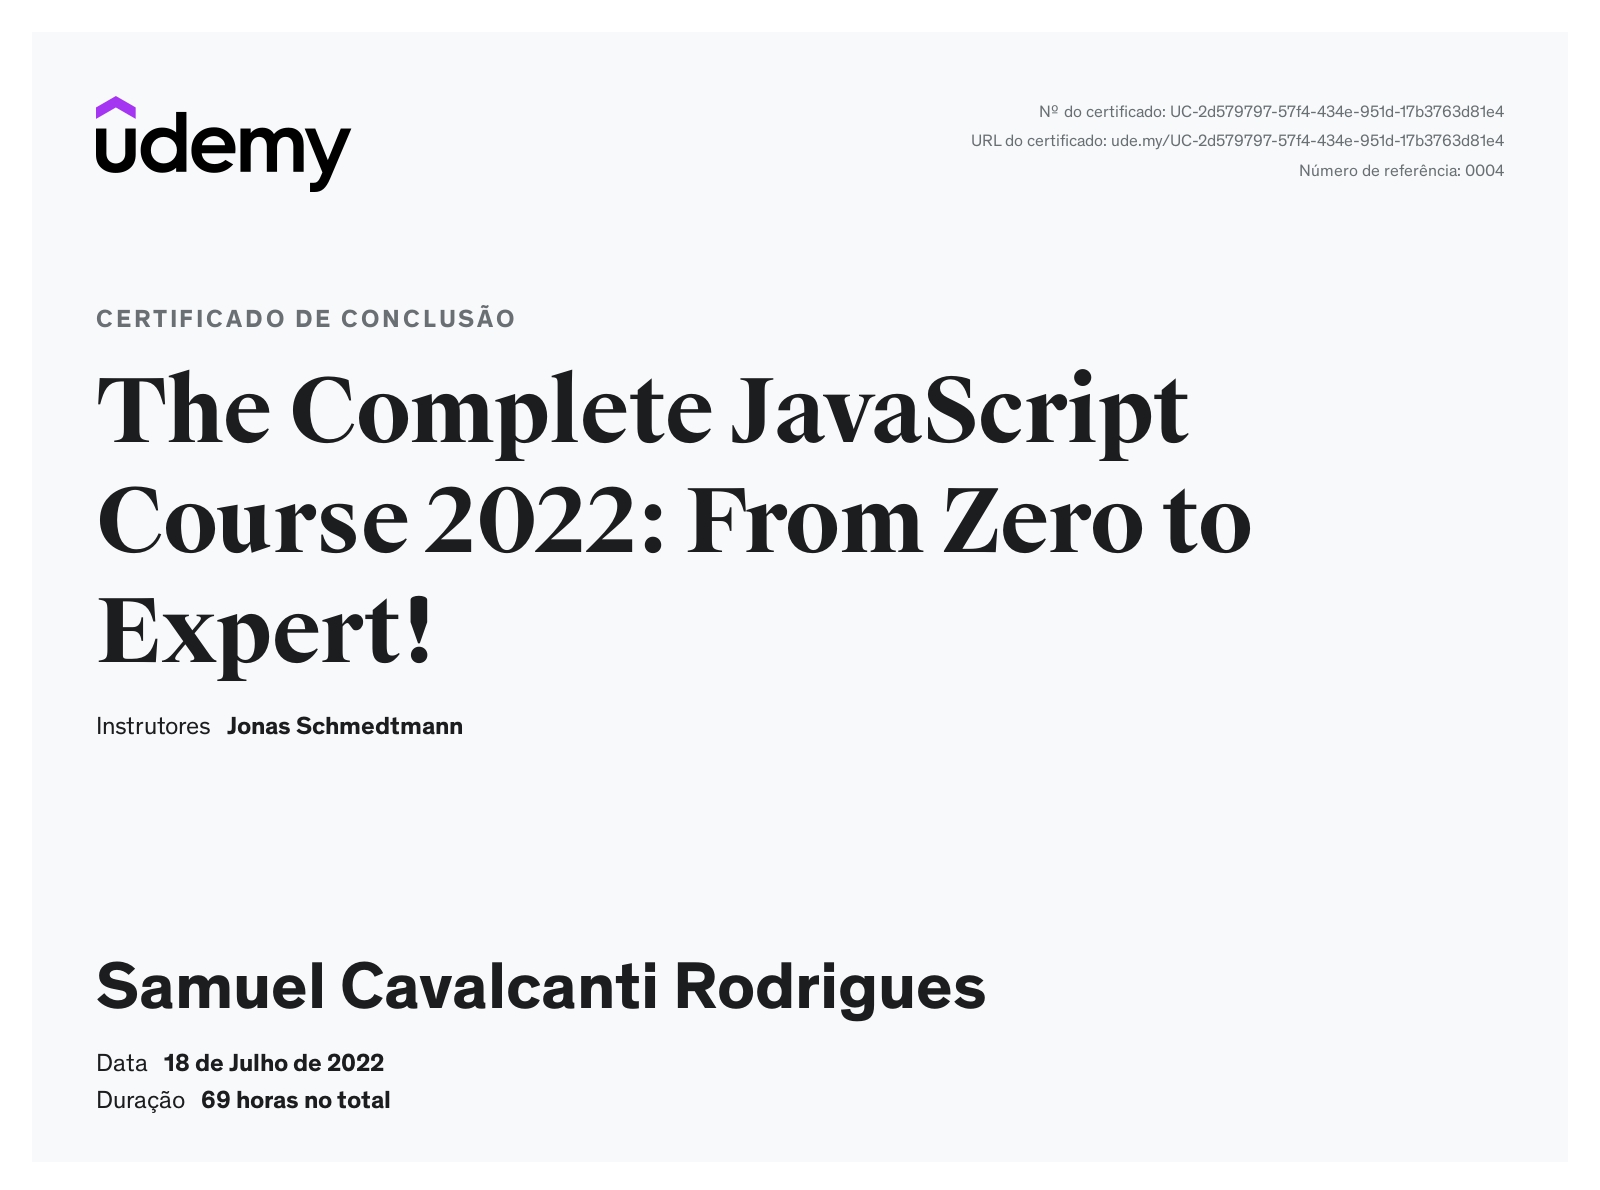 udemy
Nº do certificado: UC-2d579797-57f4-434e-951d-17b3763d81e4
URL do certificado: ude.my/UC-2d579797-57f4-434e-951d-17b3763d81e4
Número de referência: 0004
CERTIFICADO DE CONCLUSÃO
The Complete JavaScript
Course 2022: From Zero to
Expert!
Instrutores Jonas Schmedtmann
Samuel Cavalcanti Rodrigues
Data 18 de Julho de 2022
Duração 69 horas no total